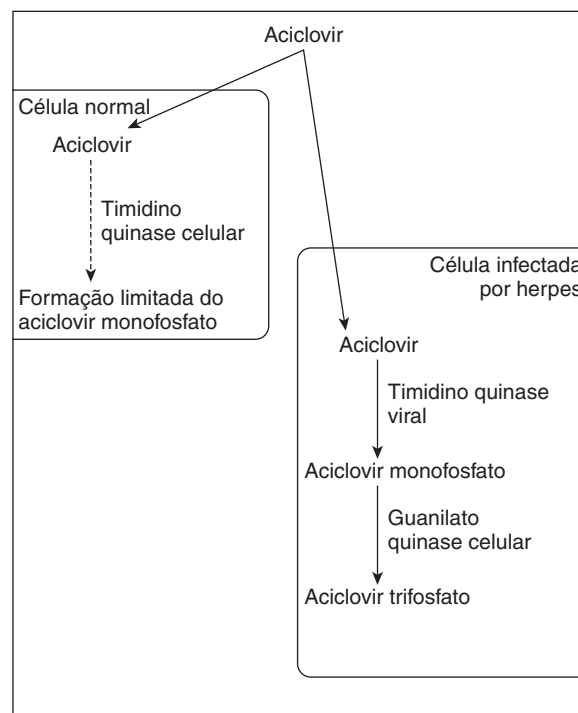 Aciclovir
Célula normal
Aciclovir
Timidino
quinase celular
Formação limitada do
aciclovir monofosfato
Célula infectada
por herpes
Aciclovir
Timidino quinase
viral
Aciclovir monofosfato
Guanilato
quinase celular
Aciclovir trifosfato